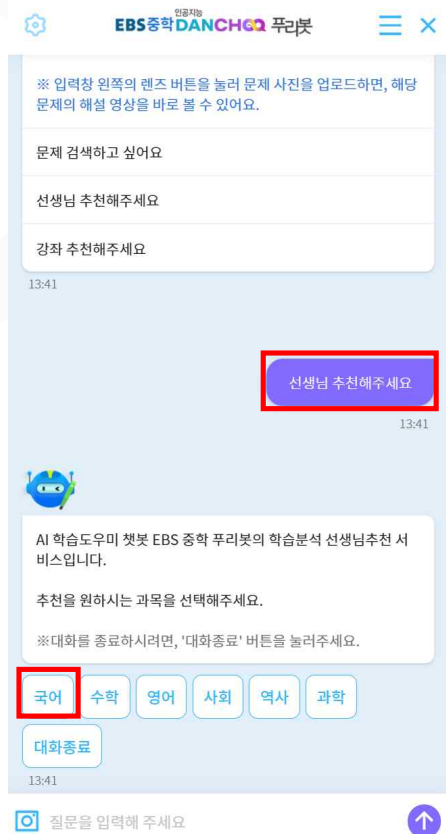 인공지능
EBS중학DANCHOO 푸리봇
※ 입력창 왼쪽의 렌즈 버튼을 눌러 문제 사진을 업로드하면, 해당
문제의 해설 영상을 바로 볼 수 있어요.
문제 검색하고 싶어요
선생님 추천해주세요
강좌 추천해주세요
13:41
선생님 추천해주세요
13:41
AI 학습도우미 챗봇 EBS 중학 푸리봇의 학습분석 선생님추천 서
비스입니다.
추천을 원하시는 과목을 선택해주세요.
※대화를 종료하시려면, '대화종료' 버튼을 눌러주세요.
국어 수학 영어 사회 역사 과학
대화종료
13:41
질문을 입력해 주세요